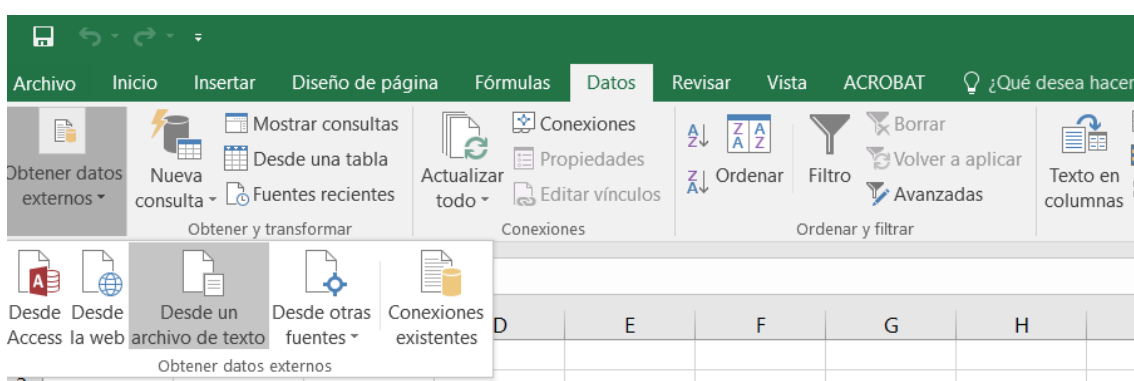 Archivo Inicio Insertar Diseño de página Fórmulas Datos Revisar Vista ACROBAT ¿Qué desea hacer
Obtener datos
externos
Nueva
consulta
Mostrar consultas
Desde una tabla
Fuentes recientes
Obtener y transformar
Actualizar
todo
Conexiones
Propiedades
Editar vínculos
Conexiones
Ordenar
Filtro
Borrar
Volver a aplicar
Avanzadas
Ordenar y filtrar
Texto en
columnas
Desde
Access
Desde
la web
Desde un
archivo de texto
Desde otras
fuentes
Conexiones
existentes
Obtener datos externos
D E F G H